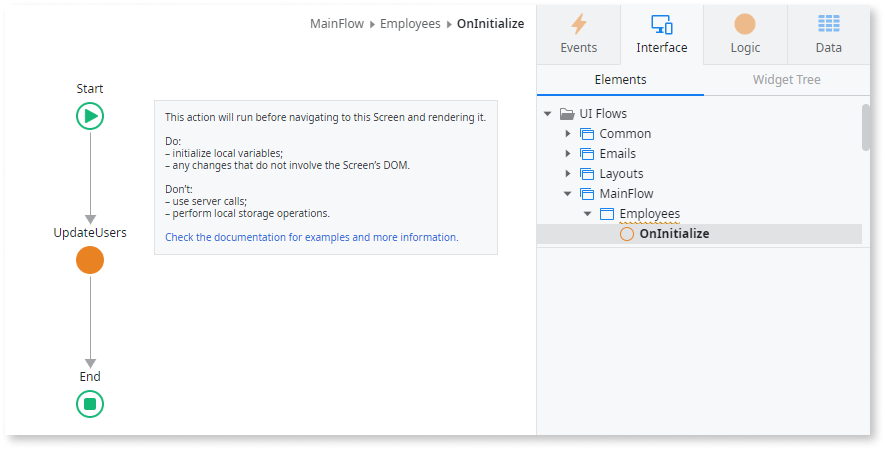 MainFlow ▸ Employees ▸ OnInitialize
Start
This action will run before navigating to this Screen and rendering it.
Do:
– initialize local variables;
– any changes that do not involve the Screen's DOM.
Don't:
– use server calls;
– perform local storage operations.
Check the documentation for examples and more information.
UpdateUsers
End
Events
Interface
Logic
Data
Elements
Widget Tree
UI Flows
Common
Emails
Layouts
MainFlow
Employees
OnInitialize